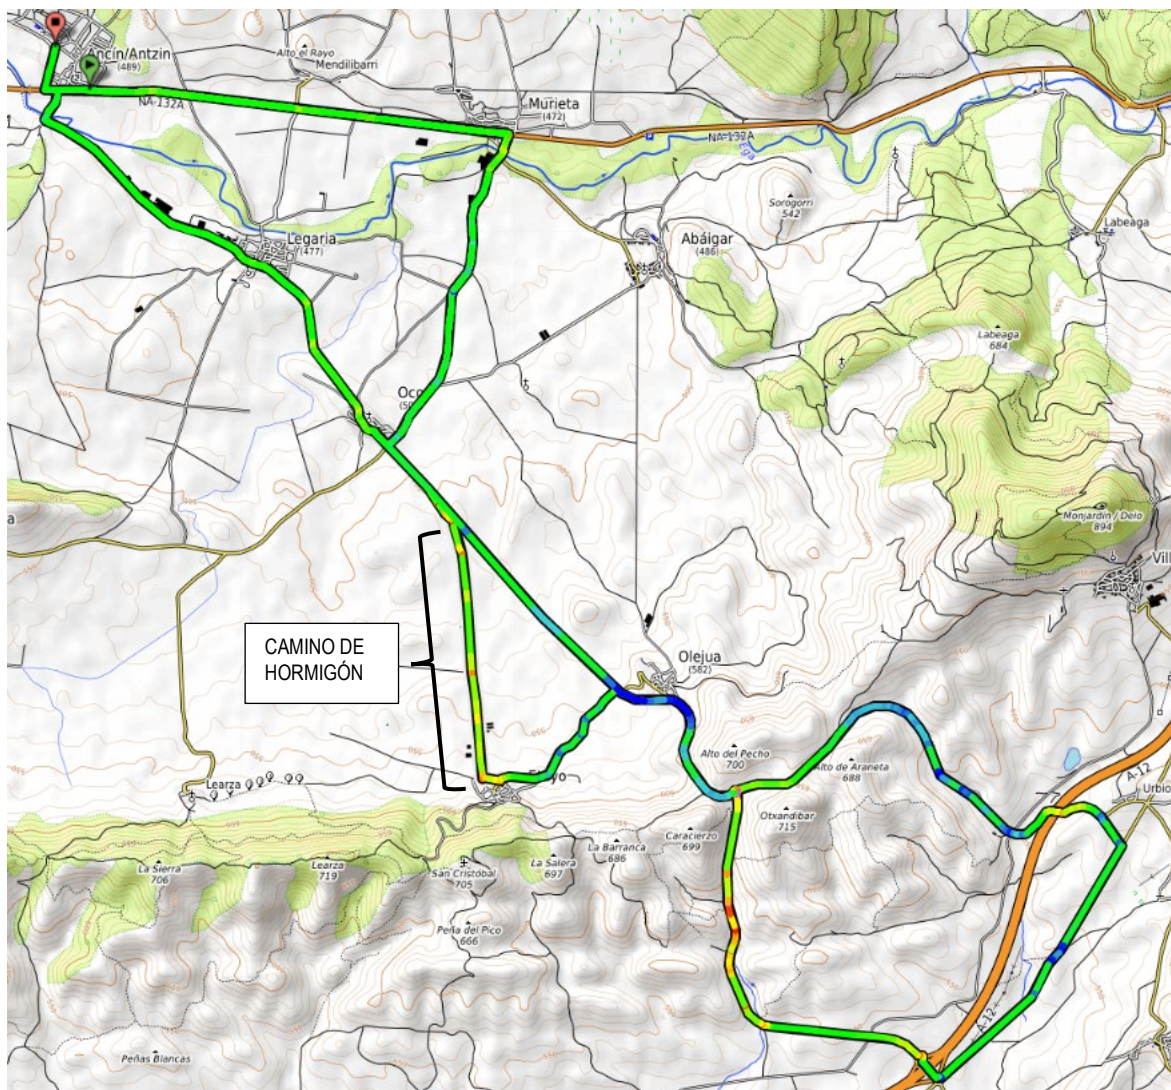 Ancín/Antzin
(489)
Alto el Rayo
Mendilibarri
NA-132A
Murieta
(472)
NA-132A
Ega
Sorogorri
542
Labeaga
Legaria
(477)
Abáigar
(486)
Labeaga
684
Oco
Monjardín / Deio
894
Vill
CAMINO DE
HORMIGÓN
Olejua
(582)
Alto del Pecho
700
Alto de Araneta
688
A-12
Urbio
Learza
Otxandibar
715
Caracierzo
699
La Barranca
686
La Sierra
706
Learza
719
San Cristóbal
705
La Salera
697
Peña del Pico
666
A-12
Peñas Blancas